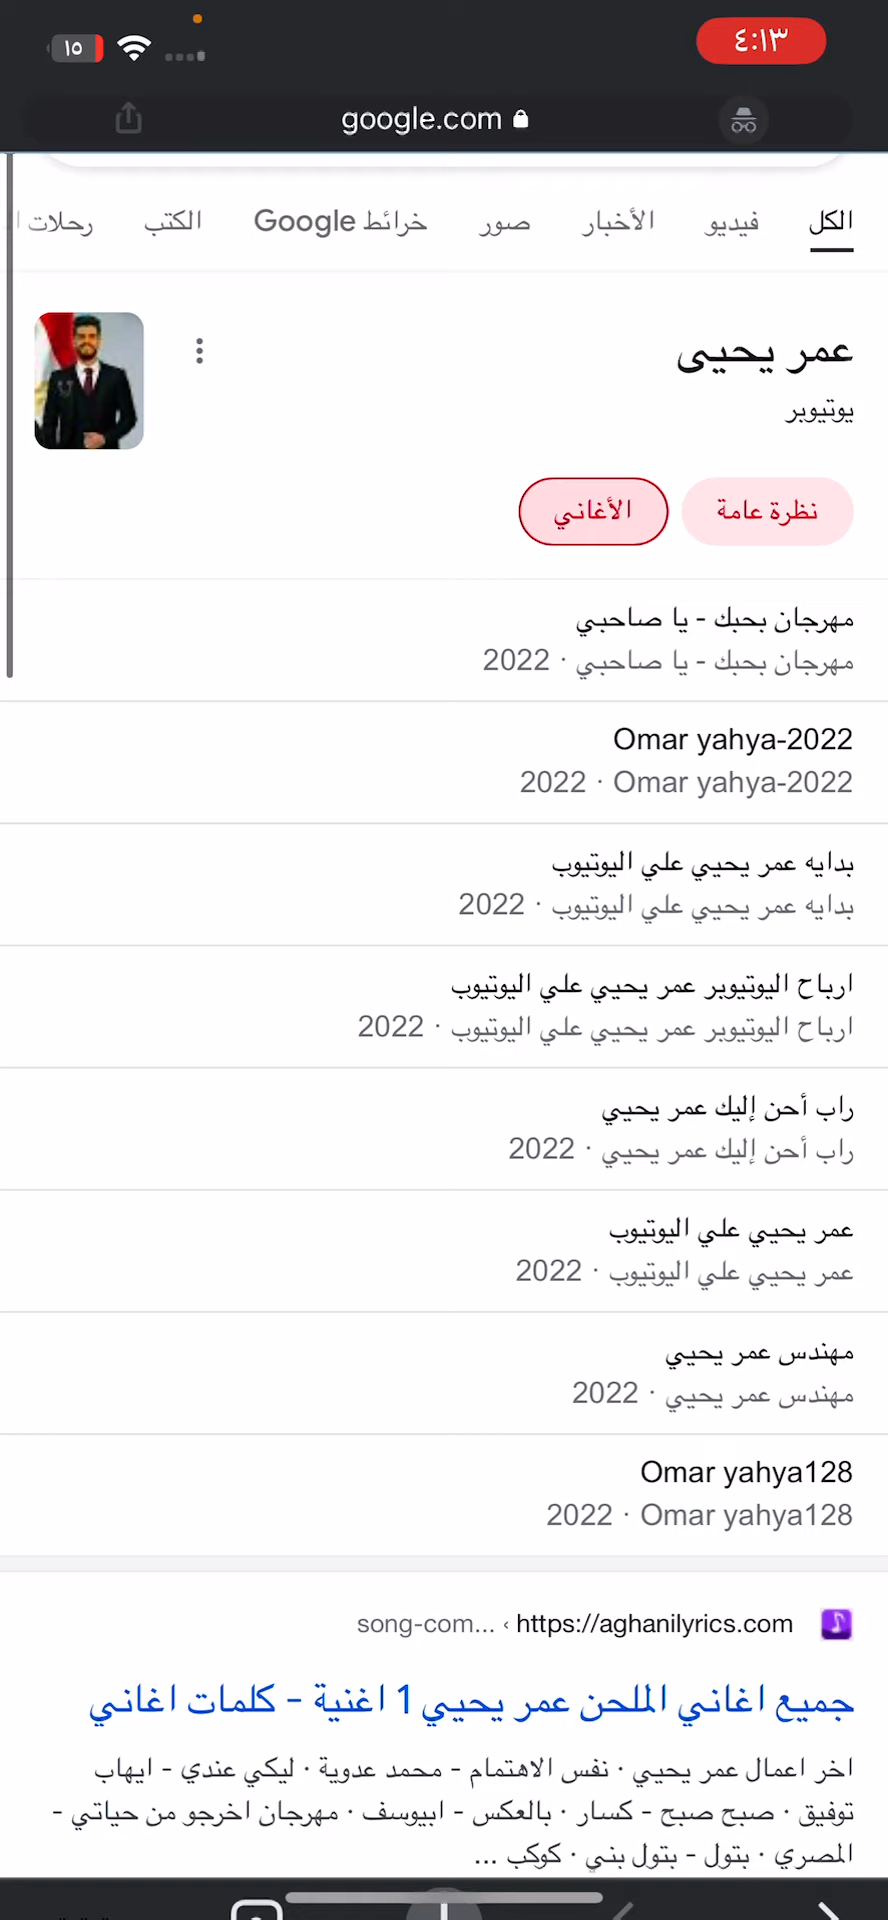 ٤:١٣
١٥
google.com
الكل فيديو الأخبار صور خرائط Google الكتب رحلات
عمر يحيى
يوتيوبر
نظرة عامة
الأغاني
مهرجان بحبك - يا صاحبي
مهرجان بحبك - يا صاحبي · 2022
Omar yahya-2022
Omar yahya-2022 · 2022
بدايه عمر يحيي علي اليوتيوب
بدايه عمر يحيي علي اليوتيوب · 2022
ارباح اليوتيوبر عمر يحيي علي اليوتيوب
ارباح اليوتيوبر عمر يحيي علي اليوتيوب · 2022
راب أحن إليك عمر يحيي
راب أحن إليك عمر يحيي · 2022
عمر يحيي علي اليوتيوب
عمر يحيي علي اليوتيوب · 2022
مهندس عمر يحيي
مهندس عمر يحيي · 2022
Omar yahya128
Omar yahya128 · 2022
https://aghanilyrics.com › song-com...
جميع اغاني الملحن عمر يحيي 1 اغنية - كلمات اغاني
اخر اعمال عمر يحيي · نفس الاهتمام - محمد عدوية · ليكي عندي - ايهاب
توفيق · صبح صبح - كسار · بالعكس - ابيوسف · مهرجان اخرجو من حياتي -
المصري · بتول - بتول بني · كوكب ...